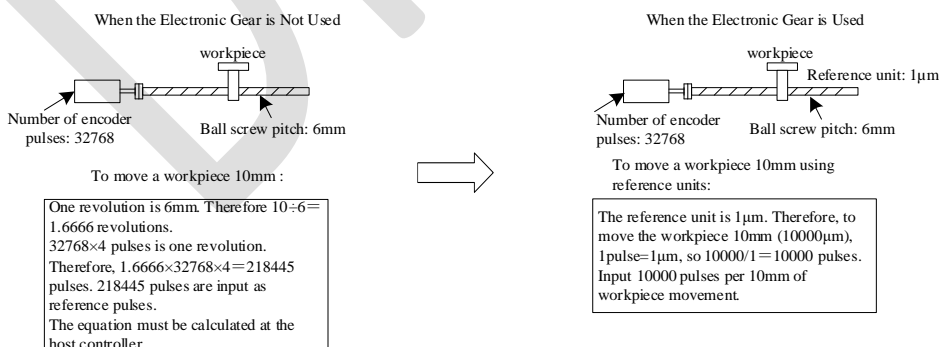 When the Electronic Gear is Not Used
workpiece
Number of encoder
pulses: 32768
Ball screw pitch: 6mm
To move a workpiece 10mm :
One revolution is 6mm. Therefore 10÷6＝
1.6666 revolutions.
32768×4 pulses is one revolution.
Therefore, 1.6666×32768×4＝218445
pulses. 218445 pulses are input as
reference pulses.
The equation must be calculated at the
host controller
When the Electronic Gear is Used
workpiece
Reference unit: 1μm
Number of encoder
pulses: 32768
Ball screw pitch: 6mm
To move a workpiece 10mm using
reference units:
The reference unit is 1μm. Therefore, to
move the workpiece 10mm (10000μm),
1pulse=1μm, so 10000/1＝10000 pulses.
Input 10000 pulses per 10mm of
workpiece movement.